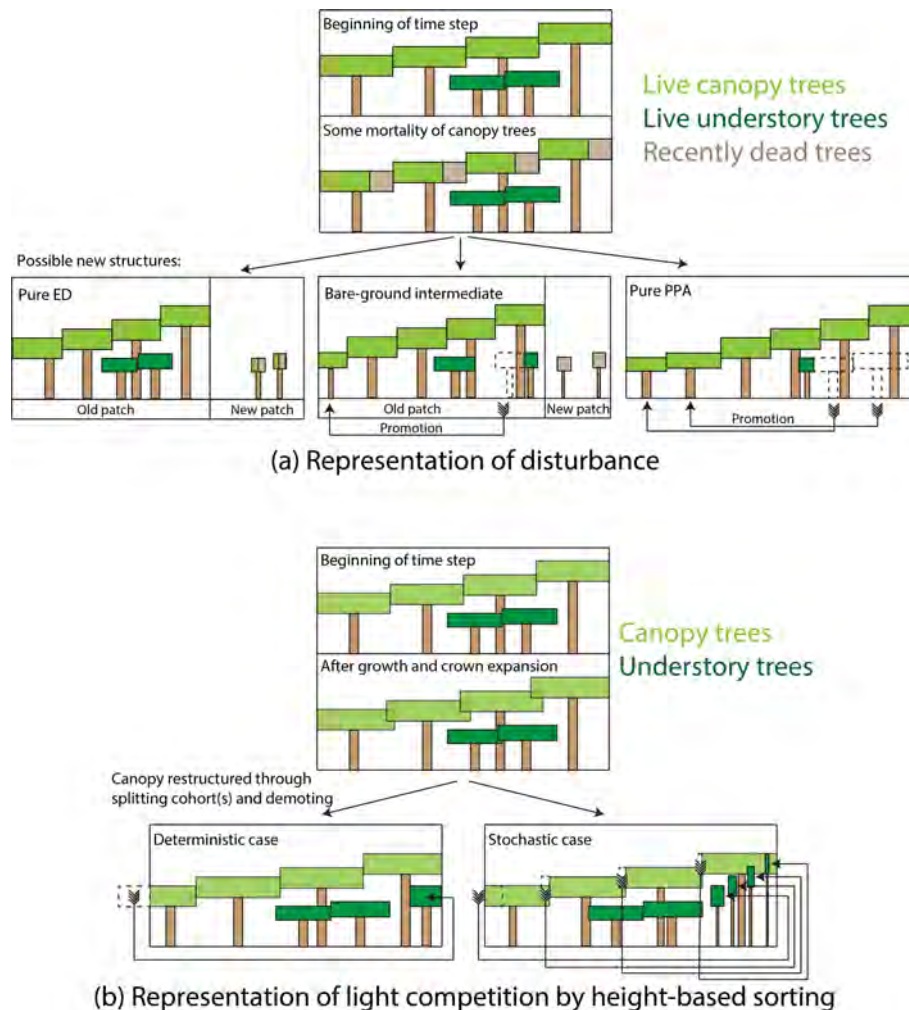 Beginning of time step
Live canopy trees
Live understory trees
Recently dead trees
Some mortality of canopy trees
Possible new structures:
Pure ED
Bare-ground intermediate
Pure PPA
Old patch
New patch
Old patch
New patch
Promotion
Promotion
(a) Representation of disturbance
Beginning of time step
Canopy trees
Understory trees
After growth and crown expansion
Canopy restructured through
splitting cohort(s) and demoting
Deterministic case
Stochastic case
(b) Representation of light competition by height-based sorting